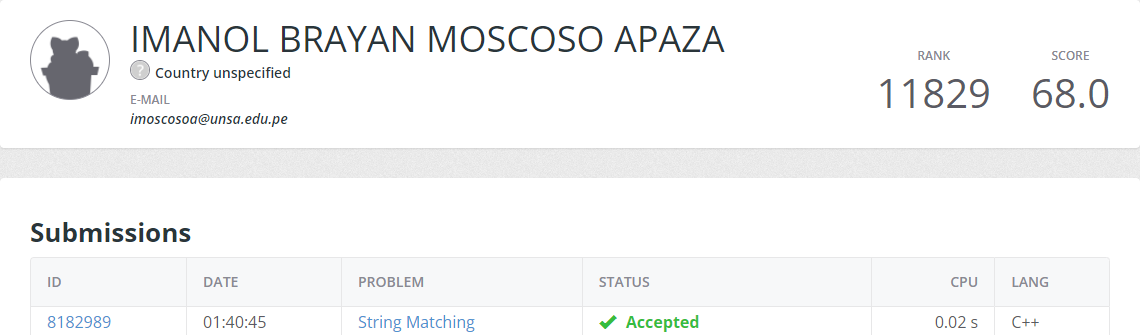 IMANOL BRAYAN MOSCOSO APAZA
? Country unspecified
E-MAIL
imoscosoa@unsa.edu.pe
RANK SCORE
11829 68.0
Submissions
ID DATE PROBLEM STATUS CPU LANG
8182989 01:40:45 String Matching Accepted 0.02 s C++